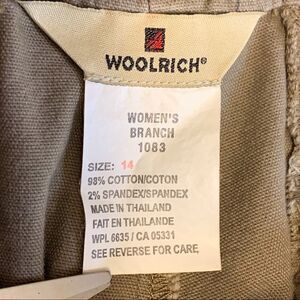 WOOLRICH®
WOMEN'S
BRANCH
1083
SIZE: 14
98% COTTON/COTON
2% SPANDEX/SPANDEX
MADE IN THAILAND
FAIT EN THAILANDE
WPL 6635 / CA 05331
SEE REVERSE FOR CARE